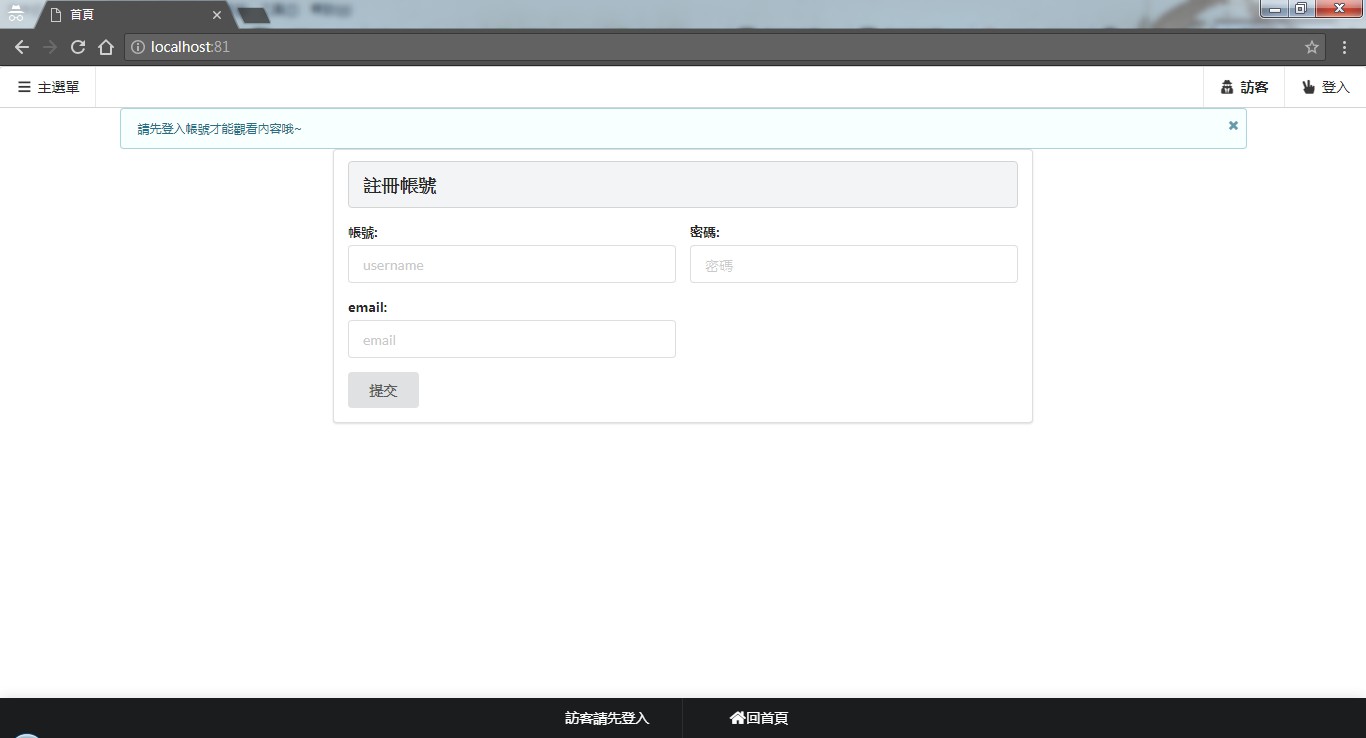 首頁
localhost:81
主選單
訪客
登入
請先登入帳號才能觀看內容哦~
註冊帳號
帳號:
密碼:
username
密碼
email:
email
提交
訪客請先登入
回首頁